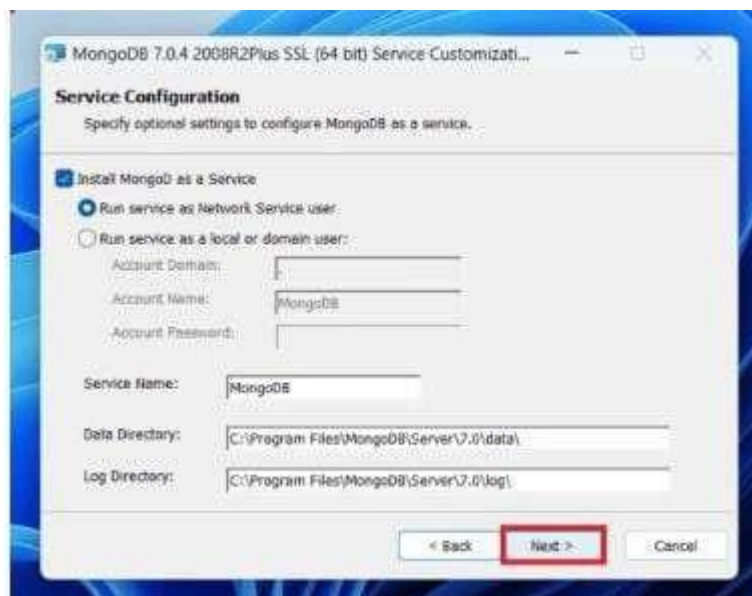 MongoDB 7.0.4 2008R2Plus SSL (64 bit) Service Customizati...
Service Configuration
Specify optional settings to configure MongoDB as a service.
Install MongoD as a Service
Run service as Network Service user
Run service as a local or domain user:
Account Domain:
.
Account Name:
MongoDB
Account Password:
Service Name:
MongoDB
Data Directory:
C:\Program Files\MongoDB\Server\7.0\data\
Log Directory:
C:\Program Files\MongoDB\Server\7.0\log\
< Back
Next >
Cancel